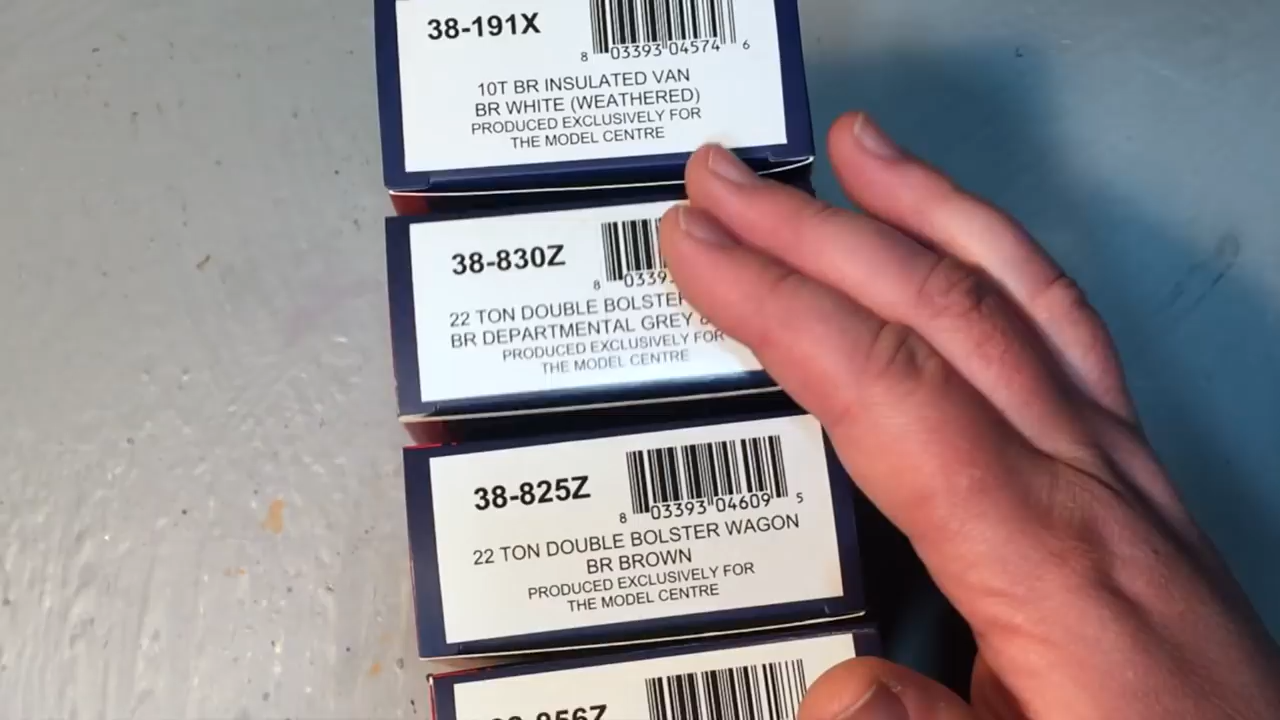 38-191X
8 03393 04574 6
10T BR INSULATED VAN
BR WHITE (WEATHERED)
PRODUCED EXCLUSIVELY FOR
THE MODEL CENTRE
38-830Z
8 0339
22 TON DOUBLE BOLSTER
BR DEPARTMENTAL GREY
PRODUCED EXCLUSIVELY FOR
THE MODEL CENTRE
38-825Z
8 03393 04609 5
22 TON DOUBLE BOLSTER WAGON
BR BROWN
PRODUCED EXCLUSIVELY FOR
THE MODEL CENTRE